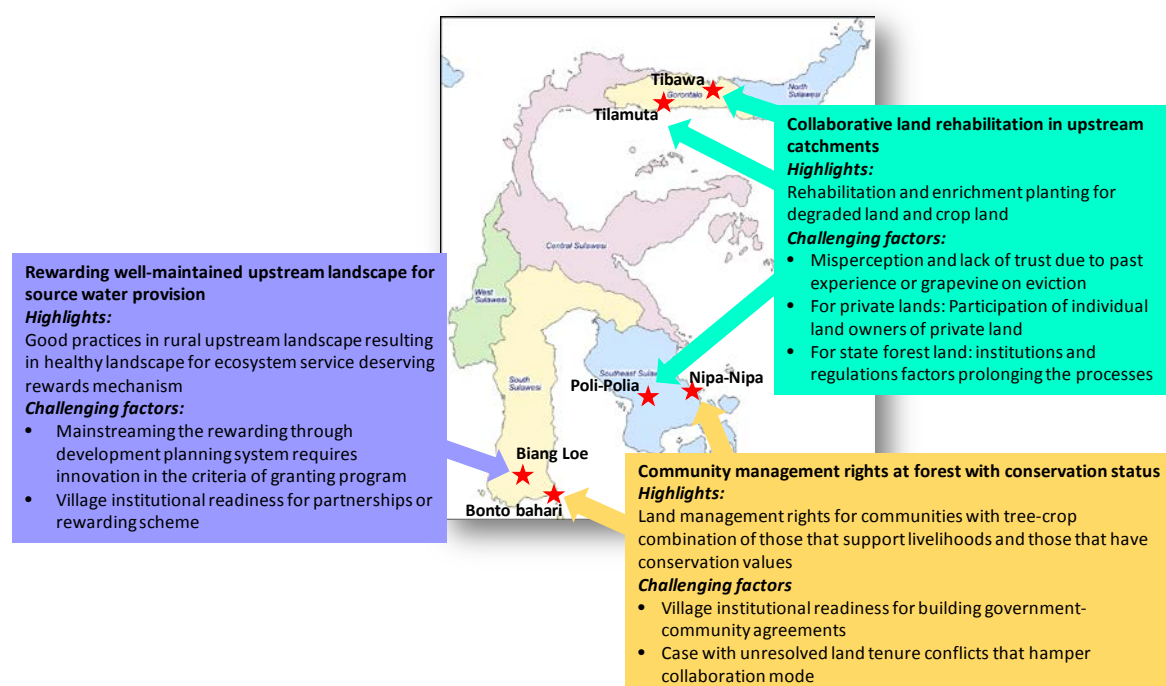 Tibawa
Gorontalo
North
Sulawesi
Tilamuta
Collaborative land rehabilitation in upstream
catchments
Highlights:
Rehabilitation and enrichment planting for
degraded land and crop land
Challenging factors:
• Misperception and lack of trust due to past
experience or grapevine on eviction
• For private lands: Participation of individual
land owners of private land
• For state forest land: institutions and
regulations factors prolonging the processes
Central Sulawesi
Rewarding well-maintained upstream landscape for
source water provision
Highlights:
Good practices in rural upstream landscape resulting
in healthy landscape for ecosystem service deserving
rewards mechanism
Challenging factors:
• Mainstreaming the rewarding through
development planning system requires
innovation in the criteria of granting program
• Village institutional readiness for partnerships or
rewarding scheme
West
Sulawesi
South
Sulawesi
Southeast Sulaw
Poli-Polia
Nipa-Nipa
Biang Loe
Bonto bahari
Community management rights at forest with conservation status
Highlights:
Land management rights for communities with tree-crop
combination of those that support livelihoods and those that have
conservation values
Challenging factors
• Village institutional readiness for building government-
community agreements
• Case with unresolved land tenure conflicts that hamper
collaboration mode